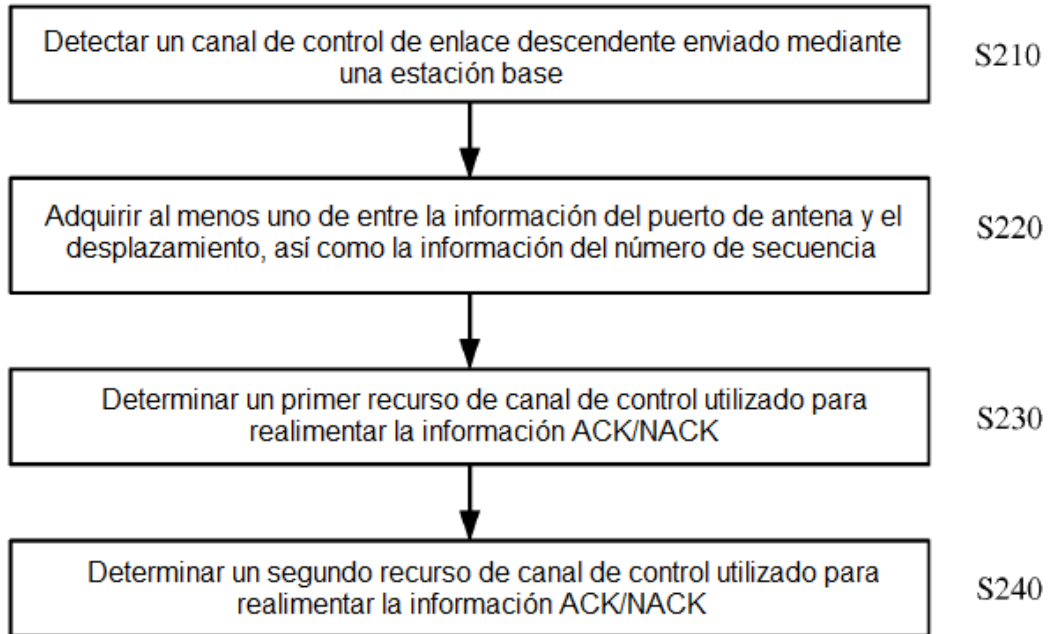 Detectar un canal de control de enlace descendente enviado mediante
una estación base
S210
Adquirir al menos uno de entre la información del puerto de antena y el
desplazamiento, así como la información del número de secuencia
S220
Determinar un primer recurso de canal de control utilizado para
realimentar la información ACK/NACK
S230
Determinar un segundo recurso de canal de control utilizado para
realimentar la información ACK/NACK
S240